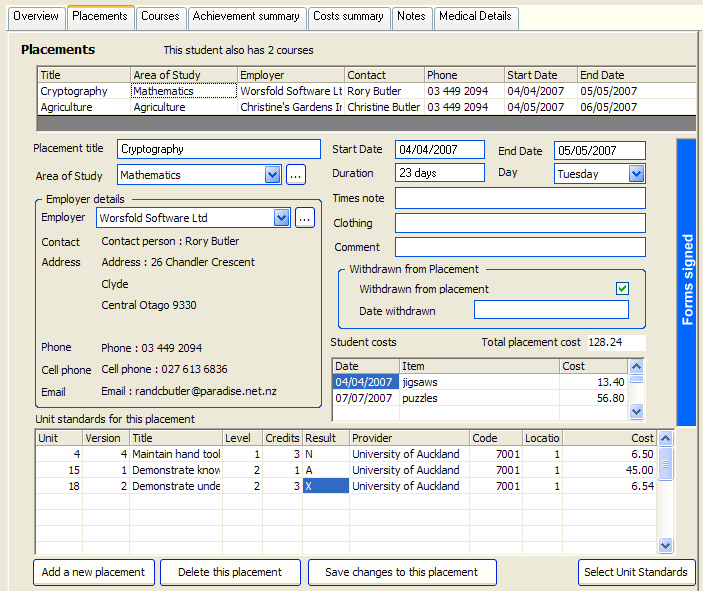 Overview Placements Courses Achievement summary Costs summary Notes Medical Details
Placements This student also has 2 courses
Title Area of Study Employer Contact Phone Start Date End Date
Cryptography Mathematics Worsfold Software Lt Rory Butler 03 449 2094 04/04/2007 05/05/2007
Agriculture Agriculture Christine's Gardens Ir Christine Butler 03 449 2094 04/05/2007 06/05/2007
Placement title Cryptography
Area of Study Mathematics ...
Employer details
Employer Worsfold Software Ltd ...
Contact Contact person : Rory Butler
Address Address : 26 Chandler Crescent
Clyde
Central Otago 9330
Phone Phone : 03 449 2094
Cell phone Cell phone : 027 613 6836
Email Email : randcbutler@paradise.net.nz
Start Date 04/04/2007 End Date 05/05/2007
Duration 23 days Day Tuesday
Times note
Clothing
Comment
Withdrawn from Placement
Withdrawn from placement
Date withdrawn
Student costs Total placement cost 128.24
Date Item Cost
04/04/2007 jigsaws 13.40
07/07/2007 puzzles 56.80
Forms signed
Unit standards for this placement
Unit Version Title Level Credits Result Provider Code Locatio Cost
4 4 Maintain hand tool 1 3 N University of Auckland 7001 1 6.50
15 1 Demonstrate know 2 1 A University of Auckland 7001 1 45.00
18 2 Demonstrate unde 2 3 X University of Auckland 7001 1 6.54
Add a new placement Delete this placement Save changes to this placement Select Unit Standards